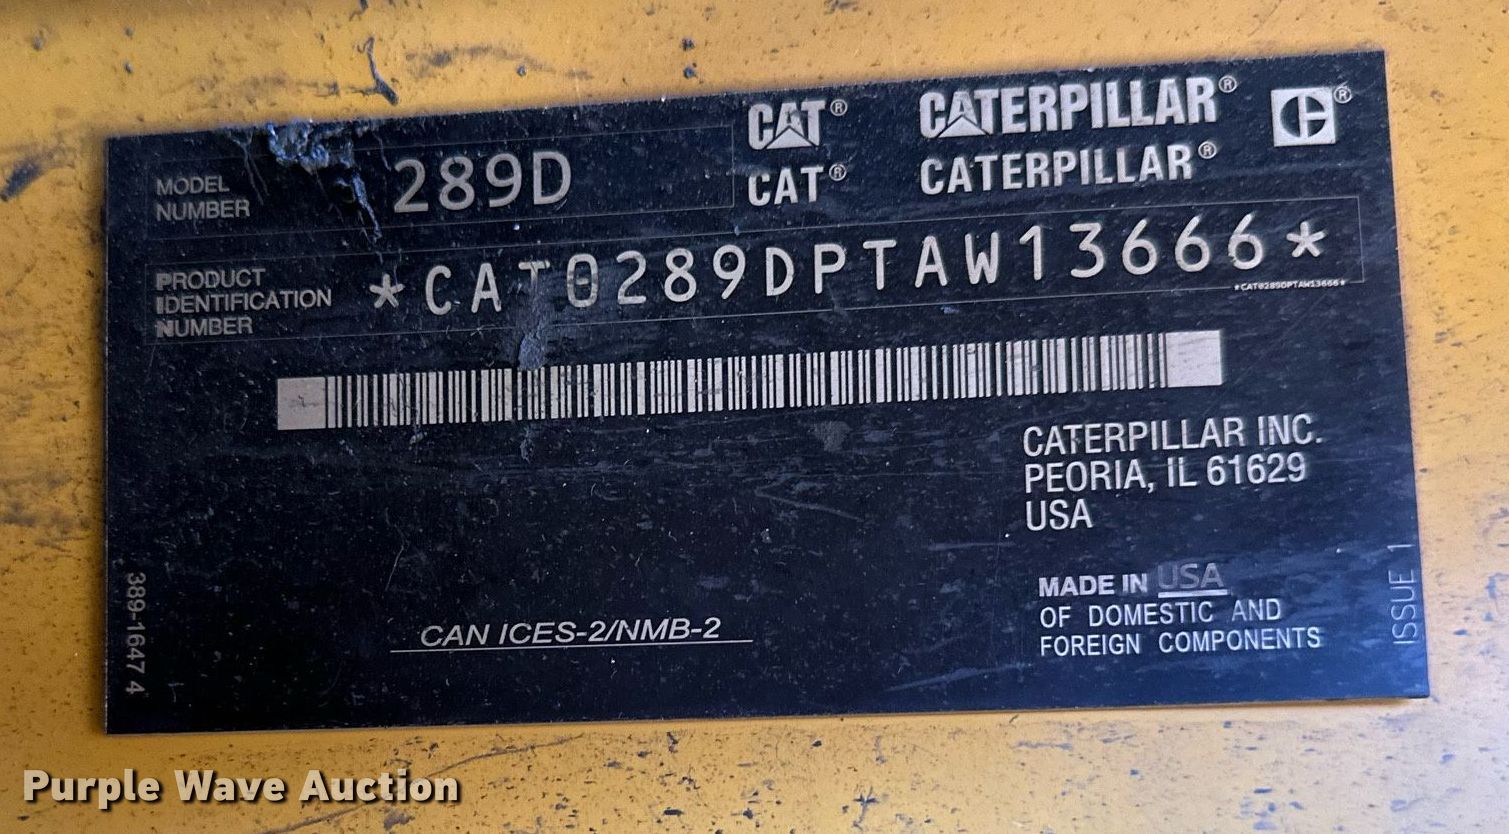 MODEL
NUMBER
289D
CAT® CATERPILLAR® C®
CAT® CATERPILLAR®
PRODUCT
IDENTIFICATION
NUMBER
*CAT0289DPTAW13666*
*CAT0289DPTAW13666*
CATERPILLAR INC.
PEORIA, IL 61629
USA
MADE IN USA
OF DOMESTIC AND
FOREIGN COMPONENTS
CAN ICES-2/NMB-2
389-1647 4
ISSUE 1
Purple Wave Auction